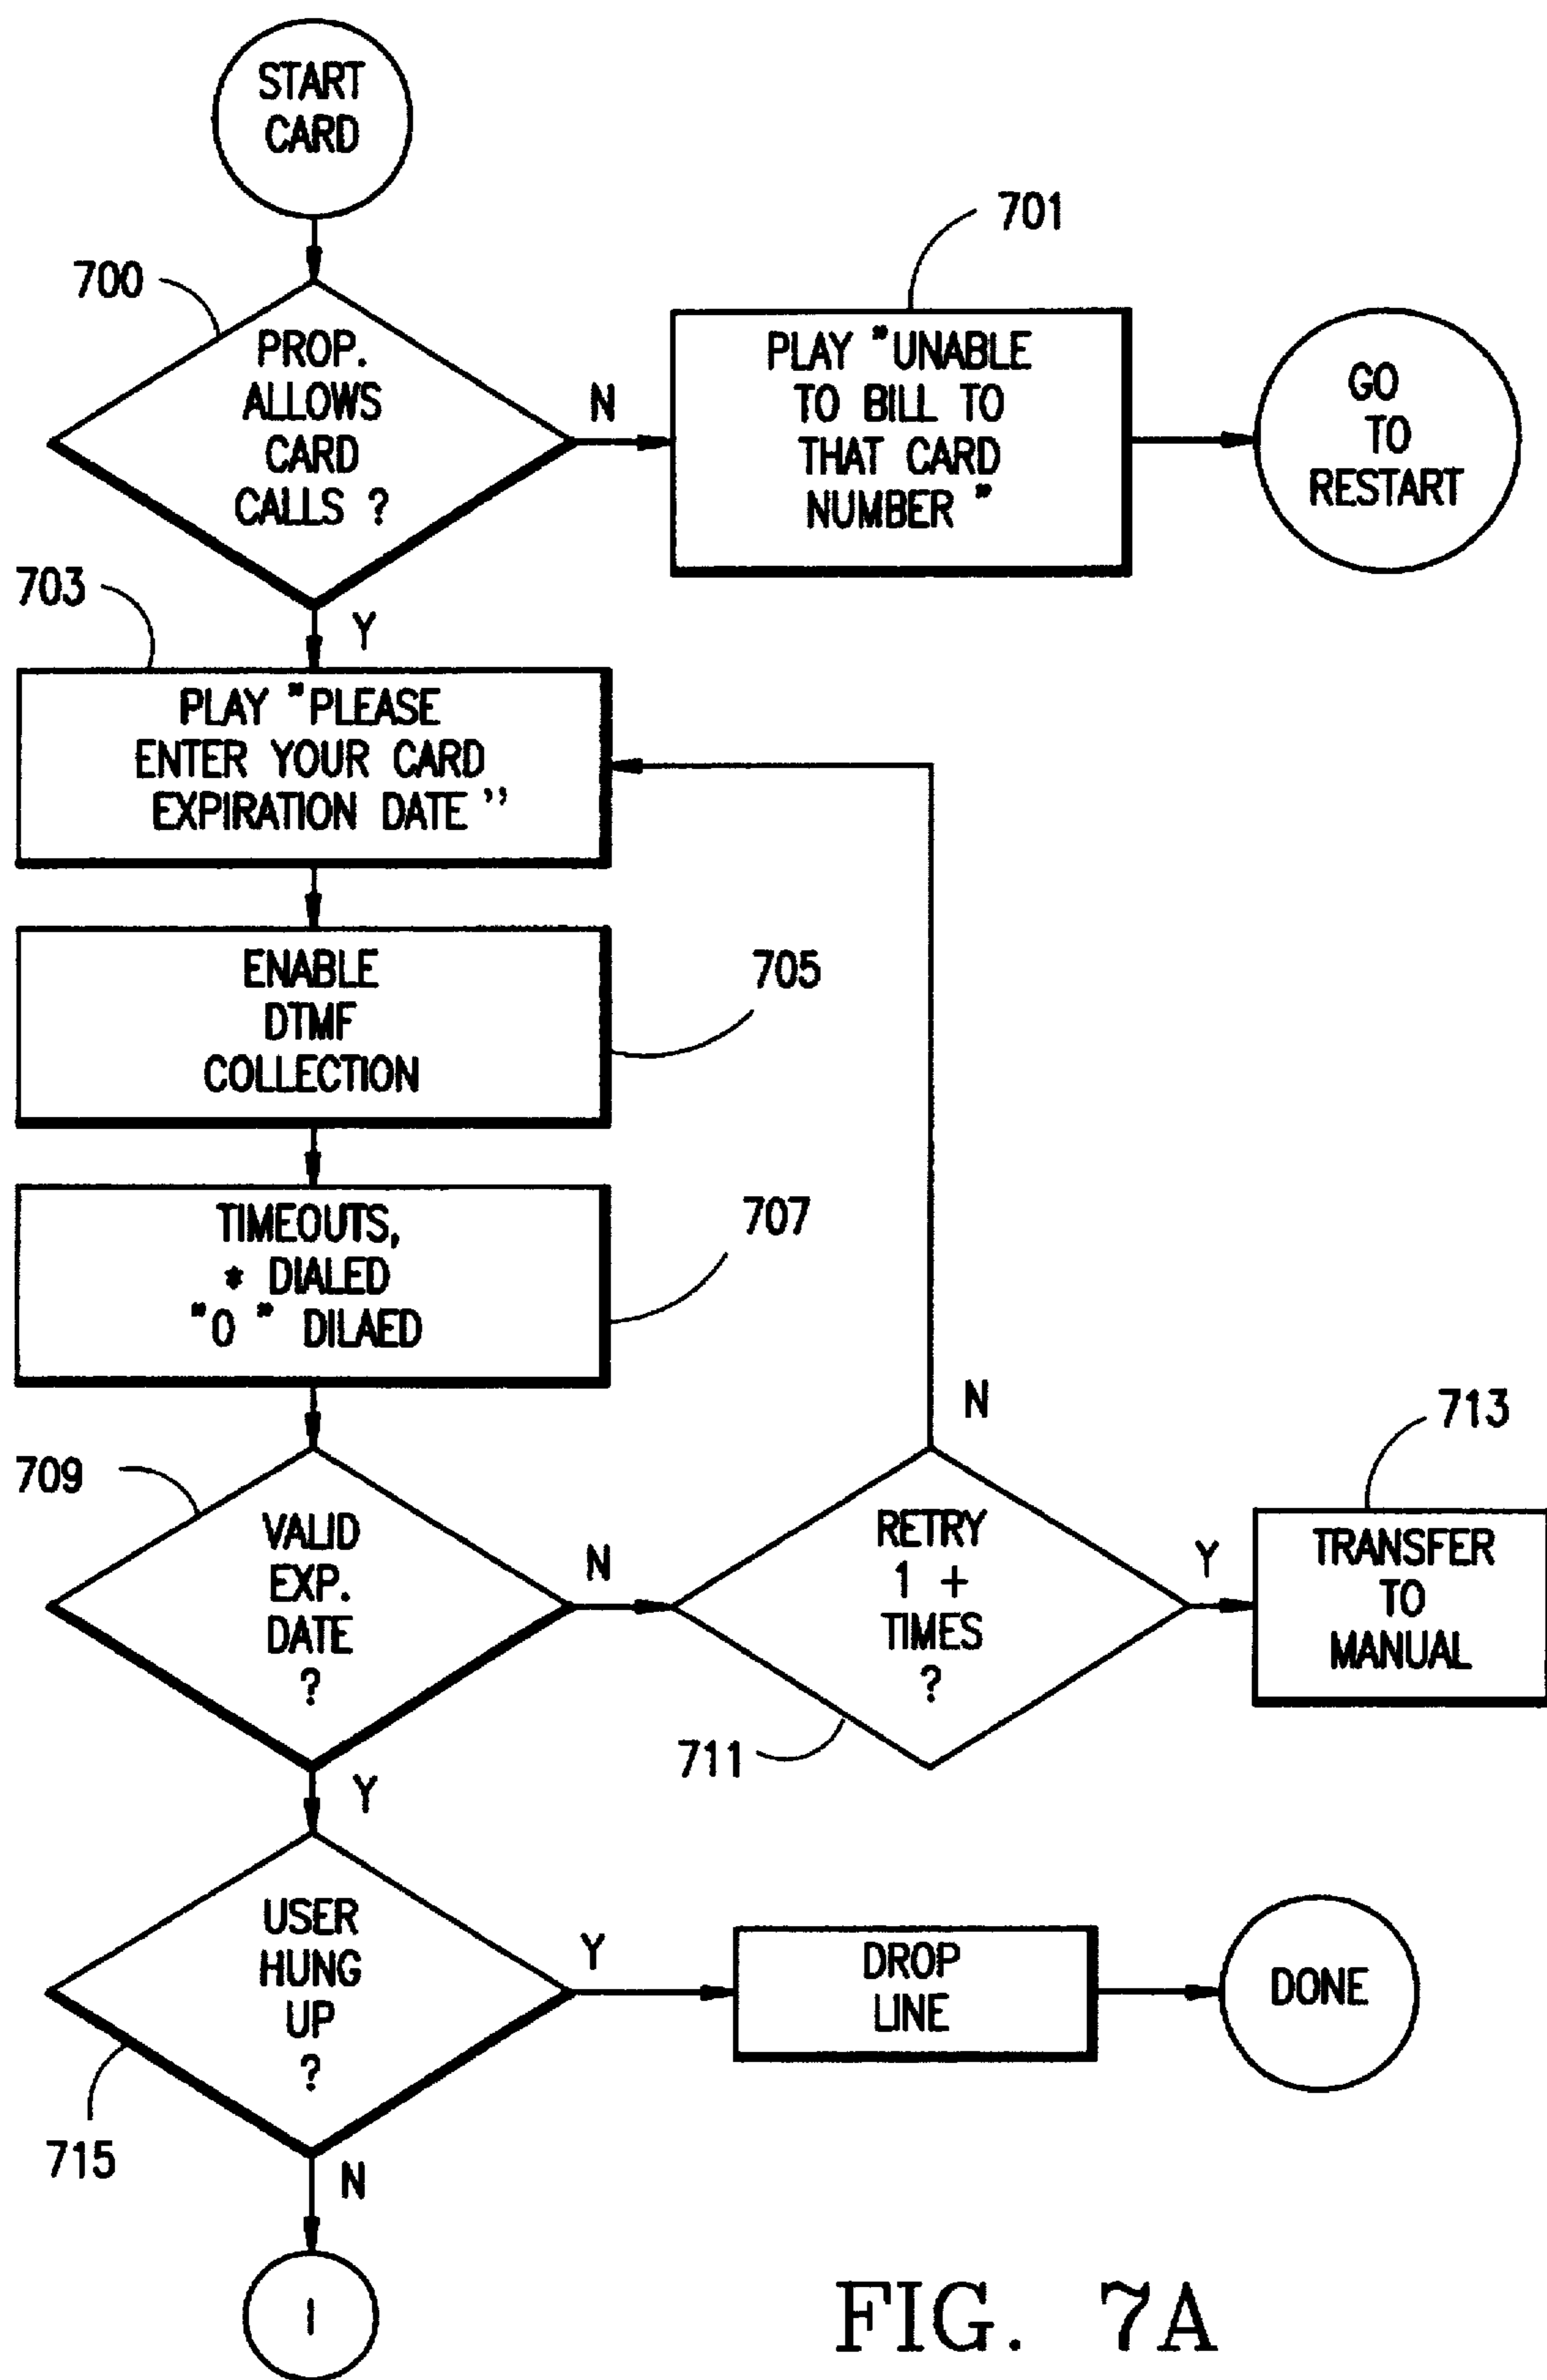 START
CARD
701
700
PROP.
ALLOWS
CARD
CALLS ?
N
PLAY "UNABLE
TO BILL TO
THAT CARD
NUMBER "
GO
TO
RESTART
703
Y
PLAY "PLEASE
ENTER YOUR CARD
EXPIRATION DATE "
ENABLE
DTMF
COLLECTION
705
TIMEOUTS,
* DIALED
"0 " DILAED
707
N
713
709
VALID
EXP.
DATE
?
N
RETRY
1 +
TIMES
?
Y
TRANSFER
TO
MANUAL
711
Y
USER
HUNG
UP
?
Y
DROP
LINE
DONE
715
N
1
FIG. 7A